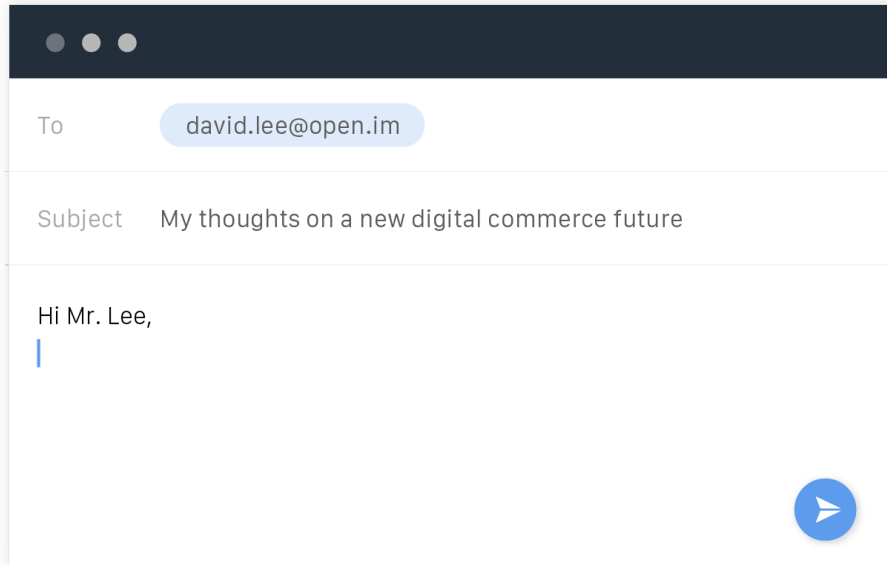 To david.lee@open.im
Subject My thoughts on a new digital commerce future
Hi Mr. Lee,